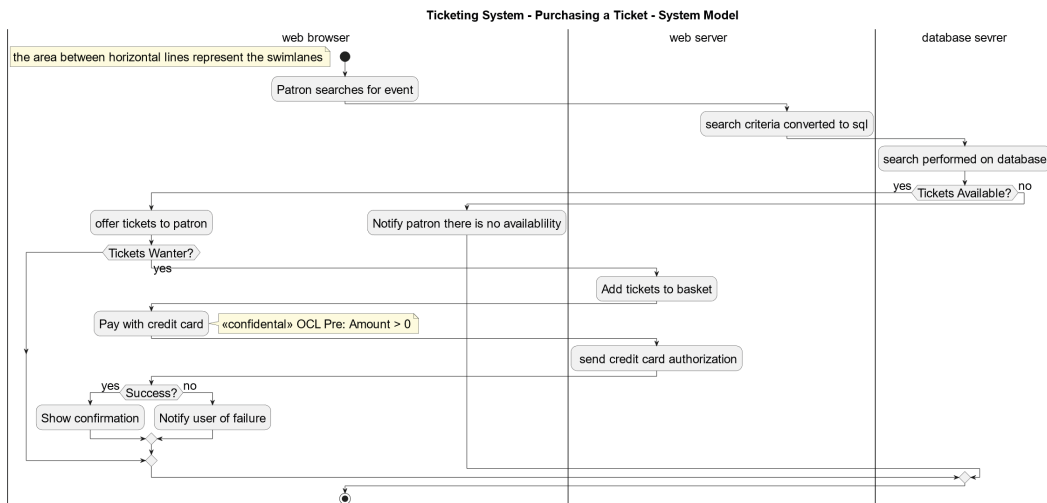 Ticketing System - Purchasing a Ticket - System Model
web browser
web server
database sevrer
the area between horizontal lines represent the swimlanes
Patron searches for event
search criteria converted to sql
search performed on database
yes
Tickets Available?
no
offer tickets to patron
Notify patron there is no availablility
Tickets Wanter?
yes
Add tickets to basket
Pay with credit card
«confidental» OCL Pre: Amount > 0
send credit card authorization
yes
Success?
no
Show confirmation
Notify user of failure